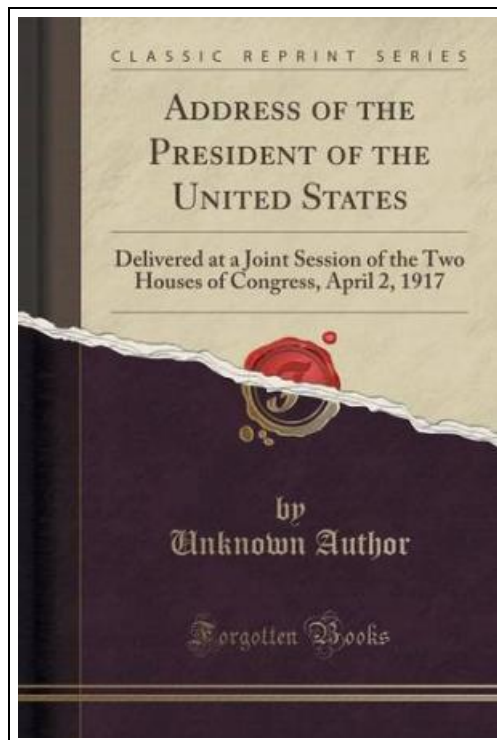 CLASSIC REPRINT SERIES
ADDRESS OF THE
PRESIDENT OF THE
UNITED STATES
Delivered at a Joint Session of the Two
Houses of Congress, April 2, 1917
F
by
Unknown Author
Forgotten Books